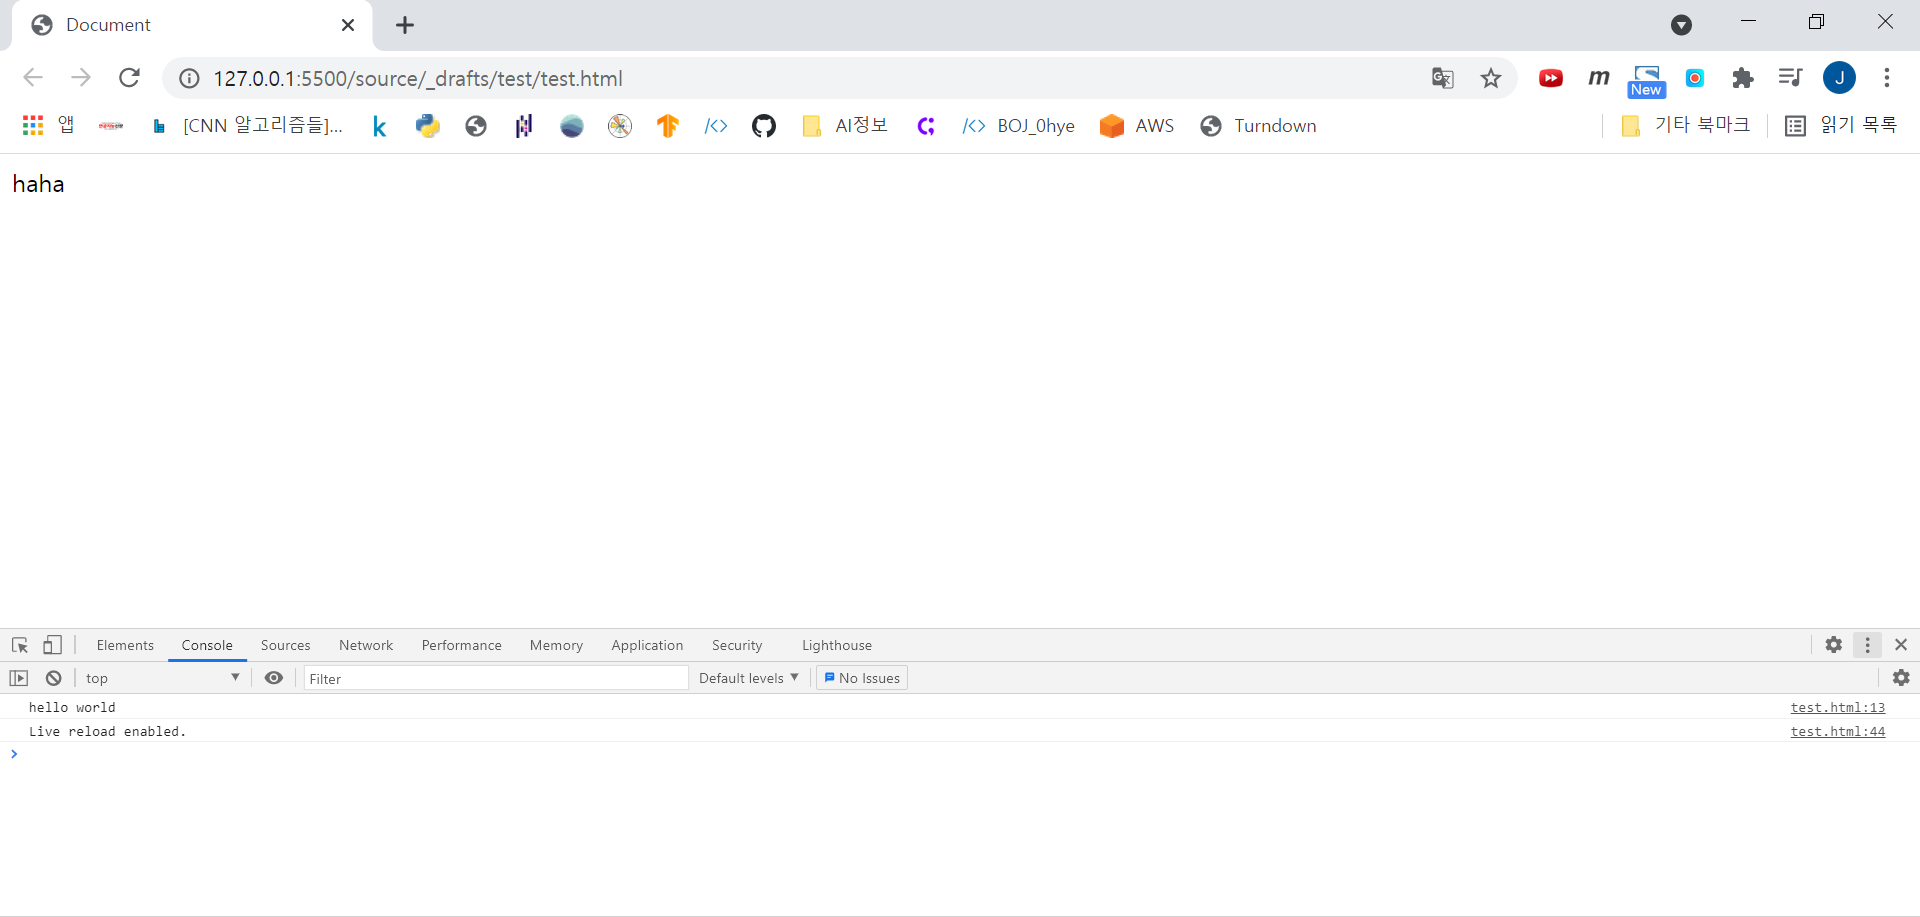 Document
127.0.0.1:5500/source/_drafts/test/test.html
New
J
앱
[CNN 알고리즘들]...
k
AI정보
BOJ_0hye
AWS
Turndown
기타 북마크
읽기 목록
haha
Elements Console Sources Network Performance Memory Application Security Lighthouse
top Filter Default levels No Issues
hello world test.html:13
Live reload enabled. test.html:44